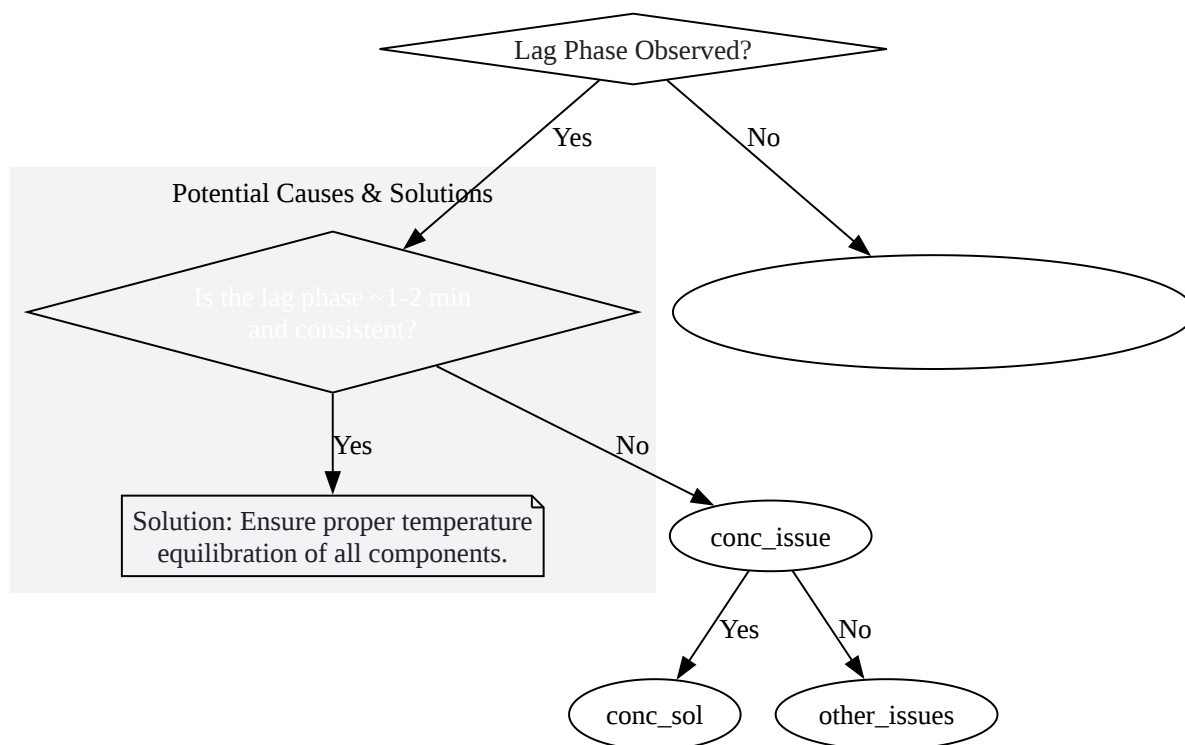 Lag Phase Observed?
Yes
No
Potential Causes & Solutions
Is the lag phase ~1-2 min
and consistent?
Yes
No
Solution: Ensure proper temperature
equilibration of all components.
conc_issue
Yes
No
conc_sol
other_issues